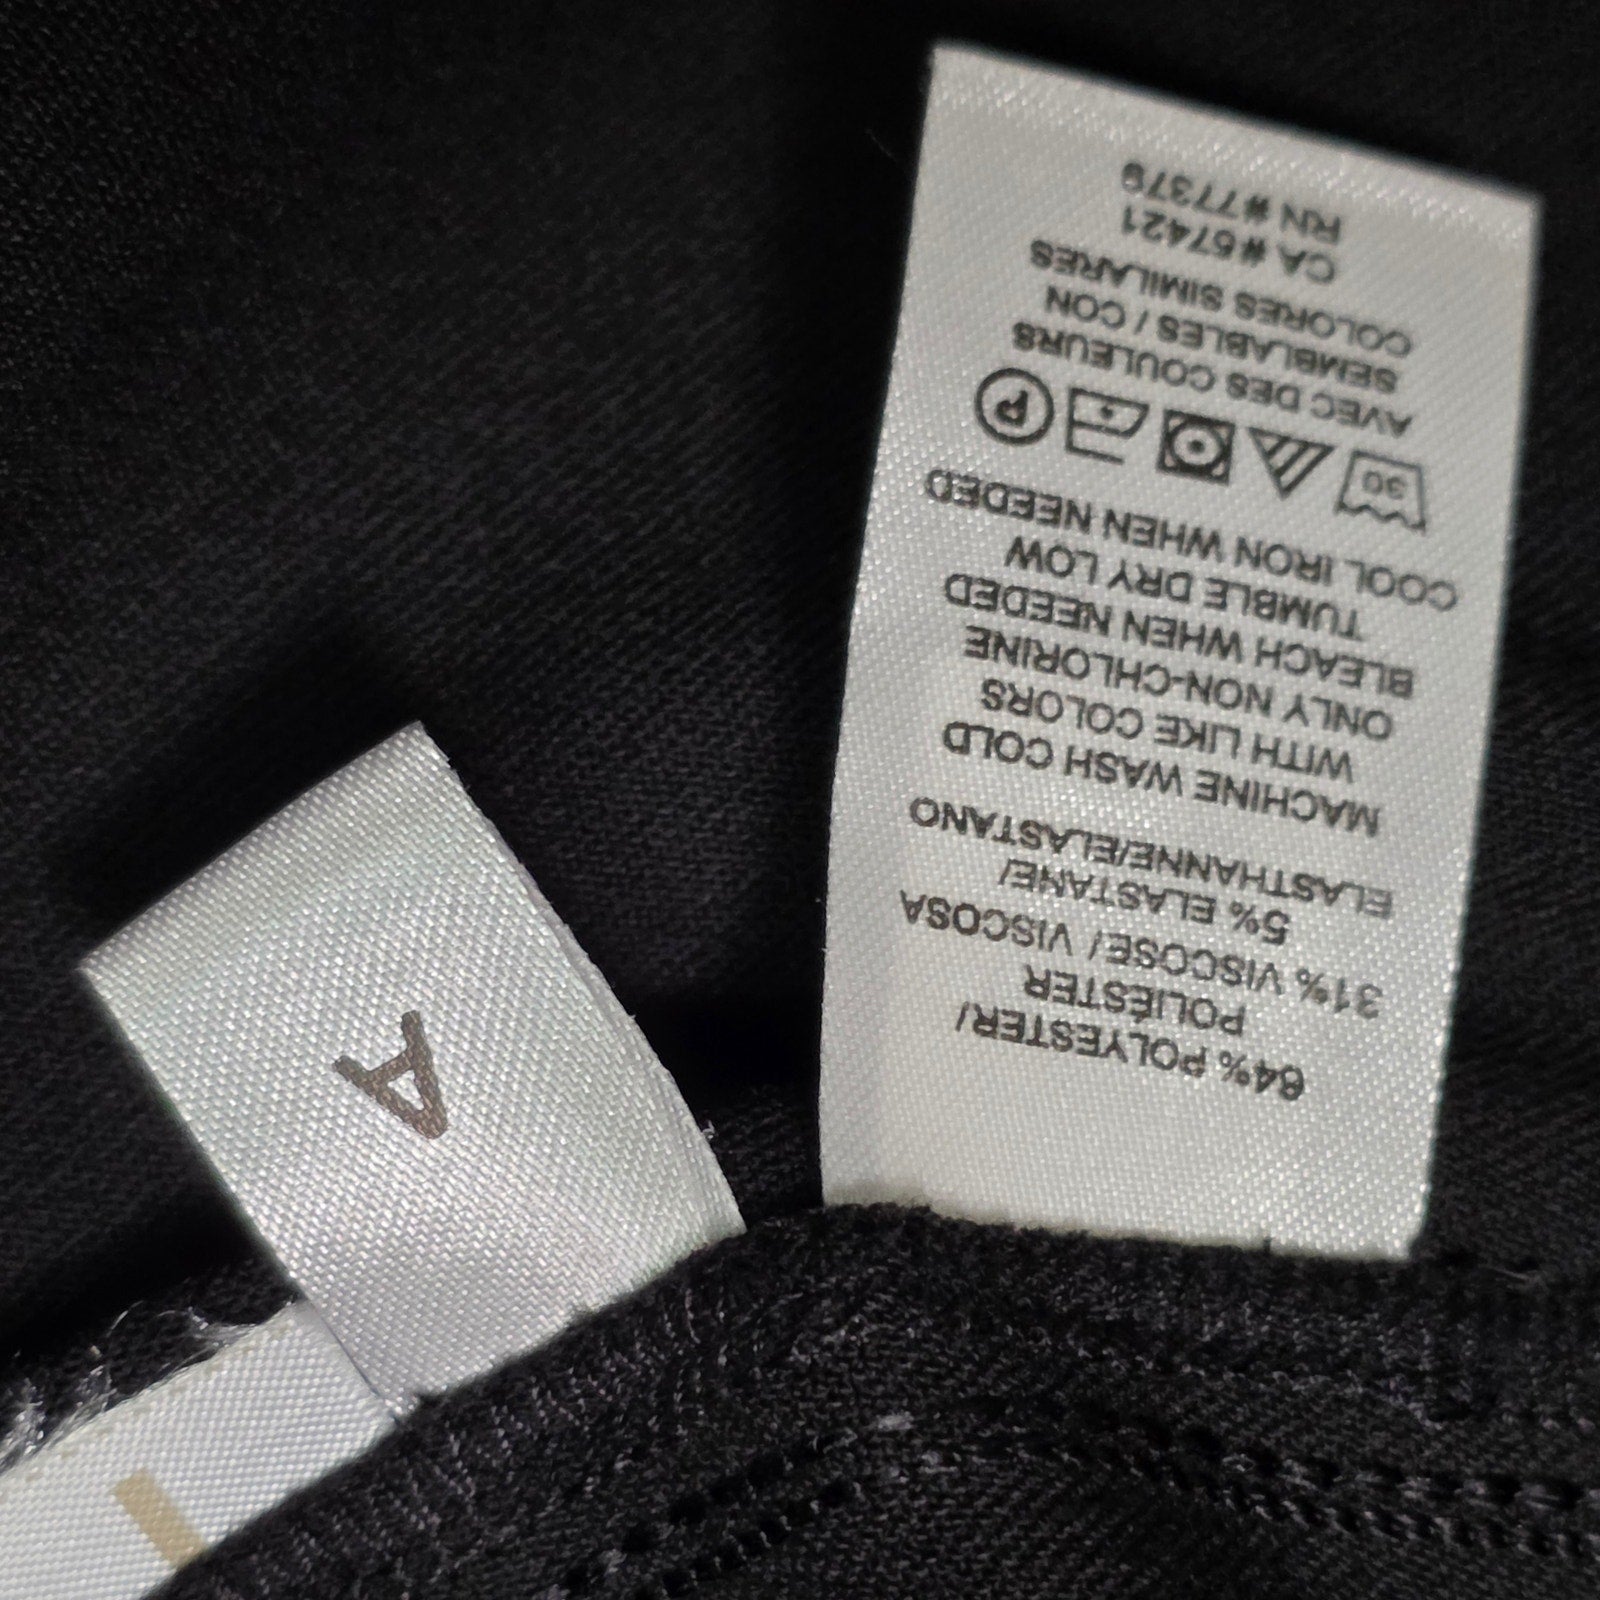 64% POLYESTER/
POLIÉSTER
31% VISCOSE/ VISCOSA
5% ELASTANE/
ELASTHANNE/ELASTANO
MACHINE WASH COLD
WITH LIKE COLORS
ONLY NON-CHLORINE
BLEACH WHEN NEEDED
TUMBLE DRY LOW
COOL IRON WHEN NEEDED
30 P
AVEC DES COULEURS
SEMBLABLES / CON
COLORES SIMILARES
CA #57421
RN #77379
A